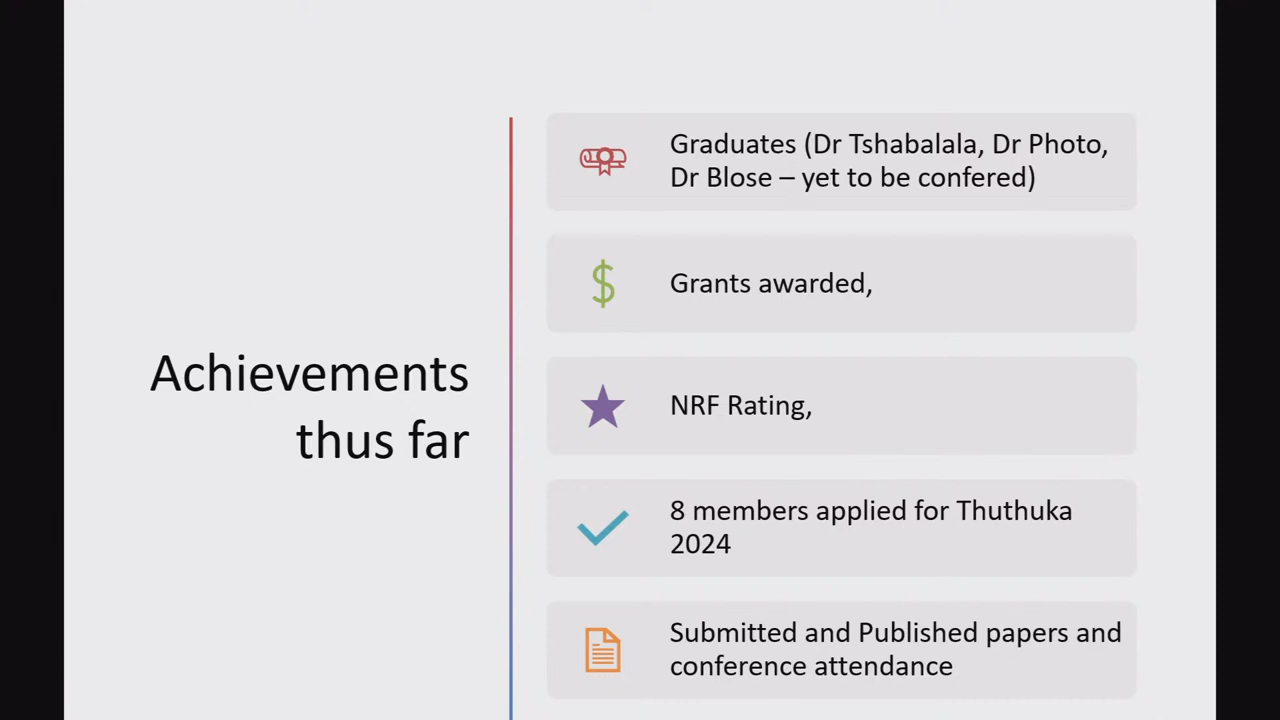 Achievements
thus far
Graduates (Dr Tshabalala, Dr Photo,
Dr Blose – yet to be confered)
Grants awarded,
NRF Rating,
8 members applied for Thuthuka
2024
Submitted and Published papers and
conference attendance